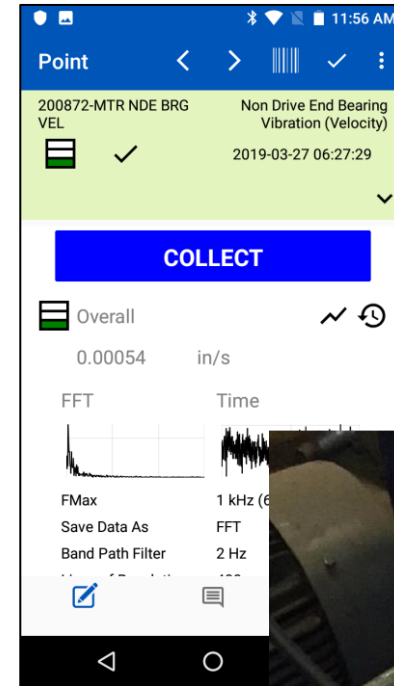 11:56 AM
Point
200872-MTR NDE BRG
VEL
Non Drive End Bearing
Vibration (Velocity)
2019-03-27 06:27:29
COLLECT
Overall
0.00054 in/s
FFT Time
FMax 1 kHz (6
Save Data As FFT
Band Path Filter 2 Hz